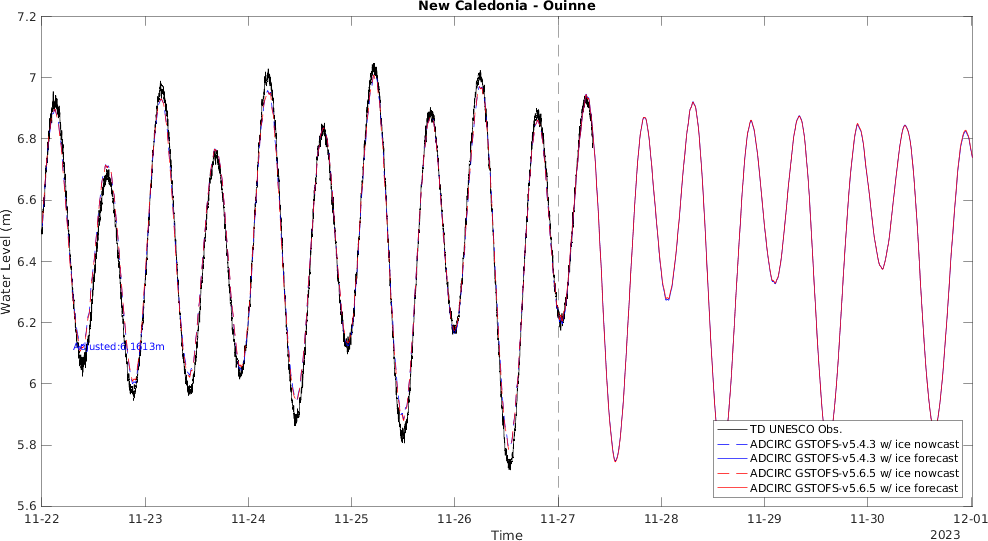 New Caledonia - Ouinne
7.2
7
6.8
6.6
6.4
6.2
6
5.8
5.6
Water Level (m)
Adjusted:6.1613m
TD UNESCO Obs.
ADCIRC GSTOFS-v5.4.3 w/ ice nowcast
ADCIRC GSTOFS-v5.4.3 w/ ice forecast
ADCIRC GSTOFS-v5.6.5 w/ ice nowcast
ADCIRC GSTOFS-v5.6.5 w/ ice forecast
11-22 11-23 11-24 11-25 11-26 11-27 11-28 11-29 11-30 12-01
Time
2023